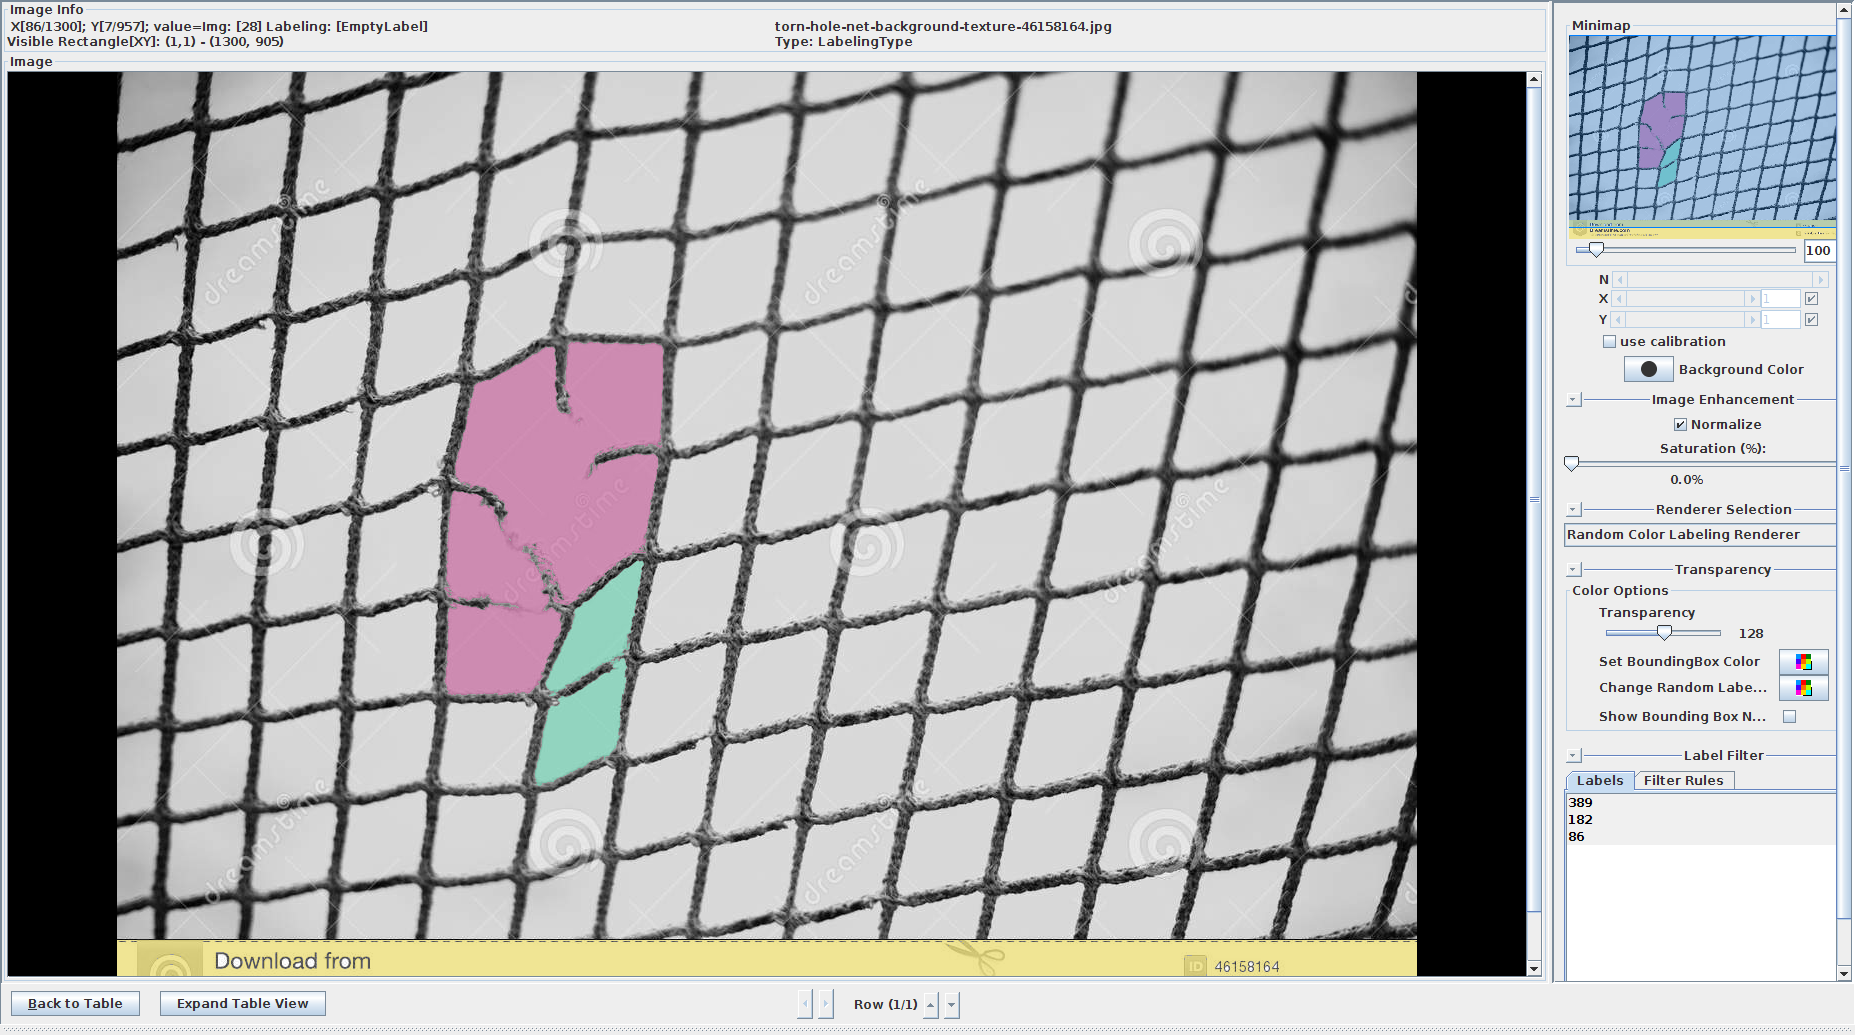 Image Info
X[86/1300]; Y[7/957]; value=Img: [28] Labeling: [EmptyLabel]
torn-hole-net-background-texture-46158164.jpg
Visible Rectangle[XY]: (1,1) - (1300, 905)
Type: LabelingType
Image
dreamstime
dreamstime
dreamstime
dreamstime
dreamstime
dreamstime
Download from
ID 46158164
Minimap
100
N
X 1
Y 1
use calibration
Background Color
Image Enhancement
Normalize
Saturation (%):
0.0%
Renderer Selection
Random Color Labeling Renderer
Transparency
Color Options
Transparency
128
Set BoundingBox Color
Change Random Labe...
Show Bounding Box N...
Label Filter
Labels
Filter Rules
389
182
86
Back to Table
Expand Table View
Row (1/1)